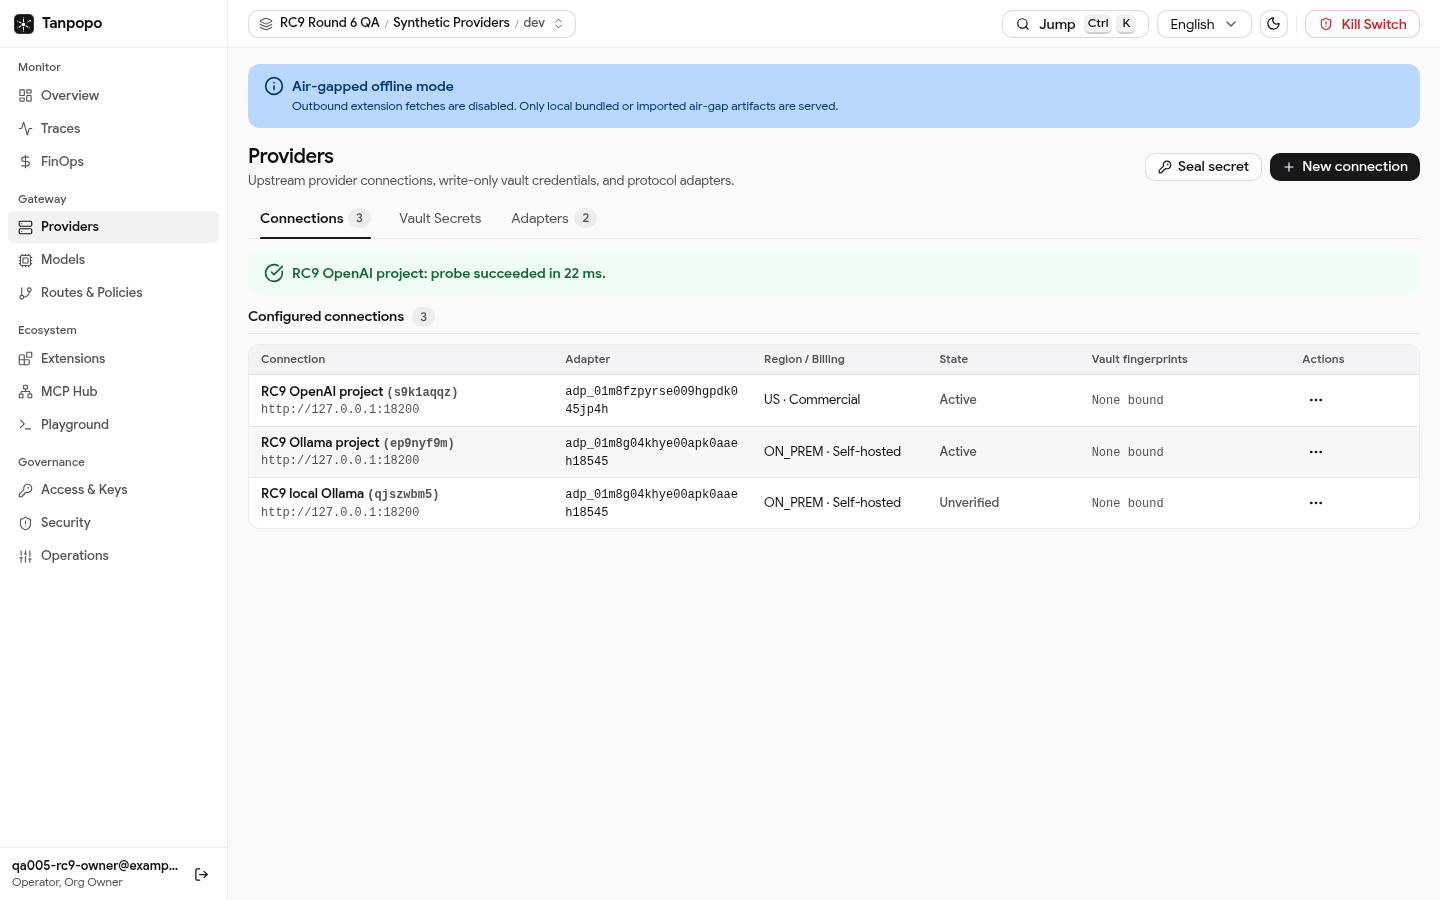 Tanpopo
RC9 Round 6 QA / Synthetic Providers / dev
Jump Ctrl K
English
Kill Switch
Monitor
Overview
Traces
FinOps
Gateway
Providers
Models
Routes & Policies
Ecosystem
Extensions
MCP Hub
Playground
Governance
Access & Keys
Security
Operations
qa005-rc9-owner@examp...
Operator, Org Owner
Air-gapped offline mode
Outbound extension fetches are disabled. Only local bundled or imported air-gap artifacts are served.
Providers
Upstream provider connections, write-only vault credentials, and protocol adapters.
Seal secret
New connection
Connections 3
Vault Secrets
Adapters 2
RC9 OpenAI project: probe succeeded in 22 ms.
Configured connections 3
Connection Adapter Region / Billing State Vault fingerprints Actions
RC9 OpenAI project (s9k1aqqz)
http://127.0.0.1:18200
adp_01m8fzpyrse009hgpdk0
45jp4h
US · Commercial
Active
None bound
RC9 Ollama project (ep9nyf9m)
http://127.0.0.1:18200
adp_01m8g04khye00apk0aae
h18545
ON_PREM · Self-hosted
Active
None bound
RC9 local Ollama (qjszwbm5)
http://127.0.0.1:18200
adp_01m8g04khye00apk0aae
h18545
ON_PREM · Self-hosted
Unverified
None bound